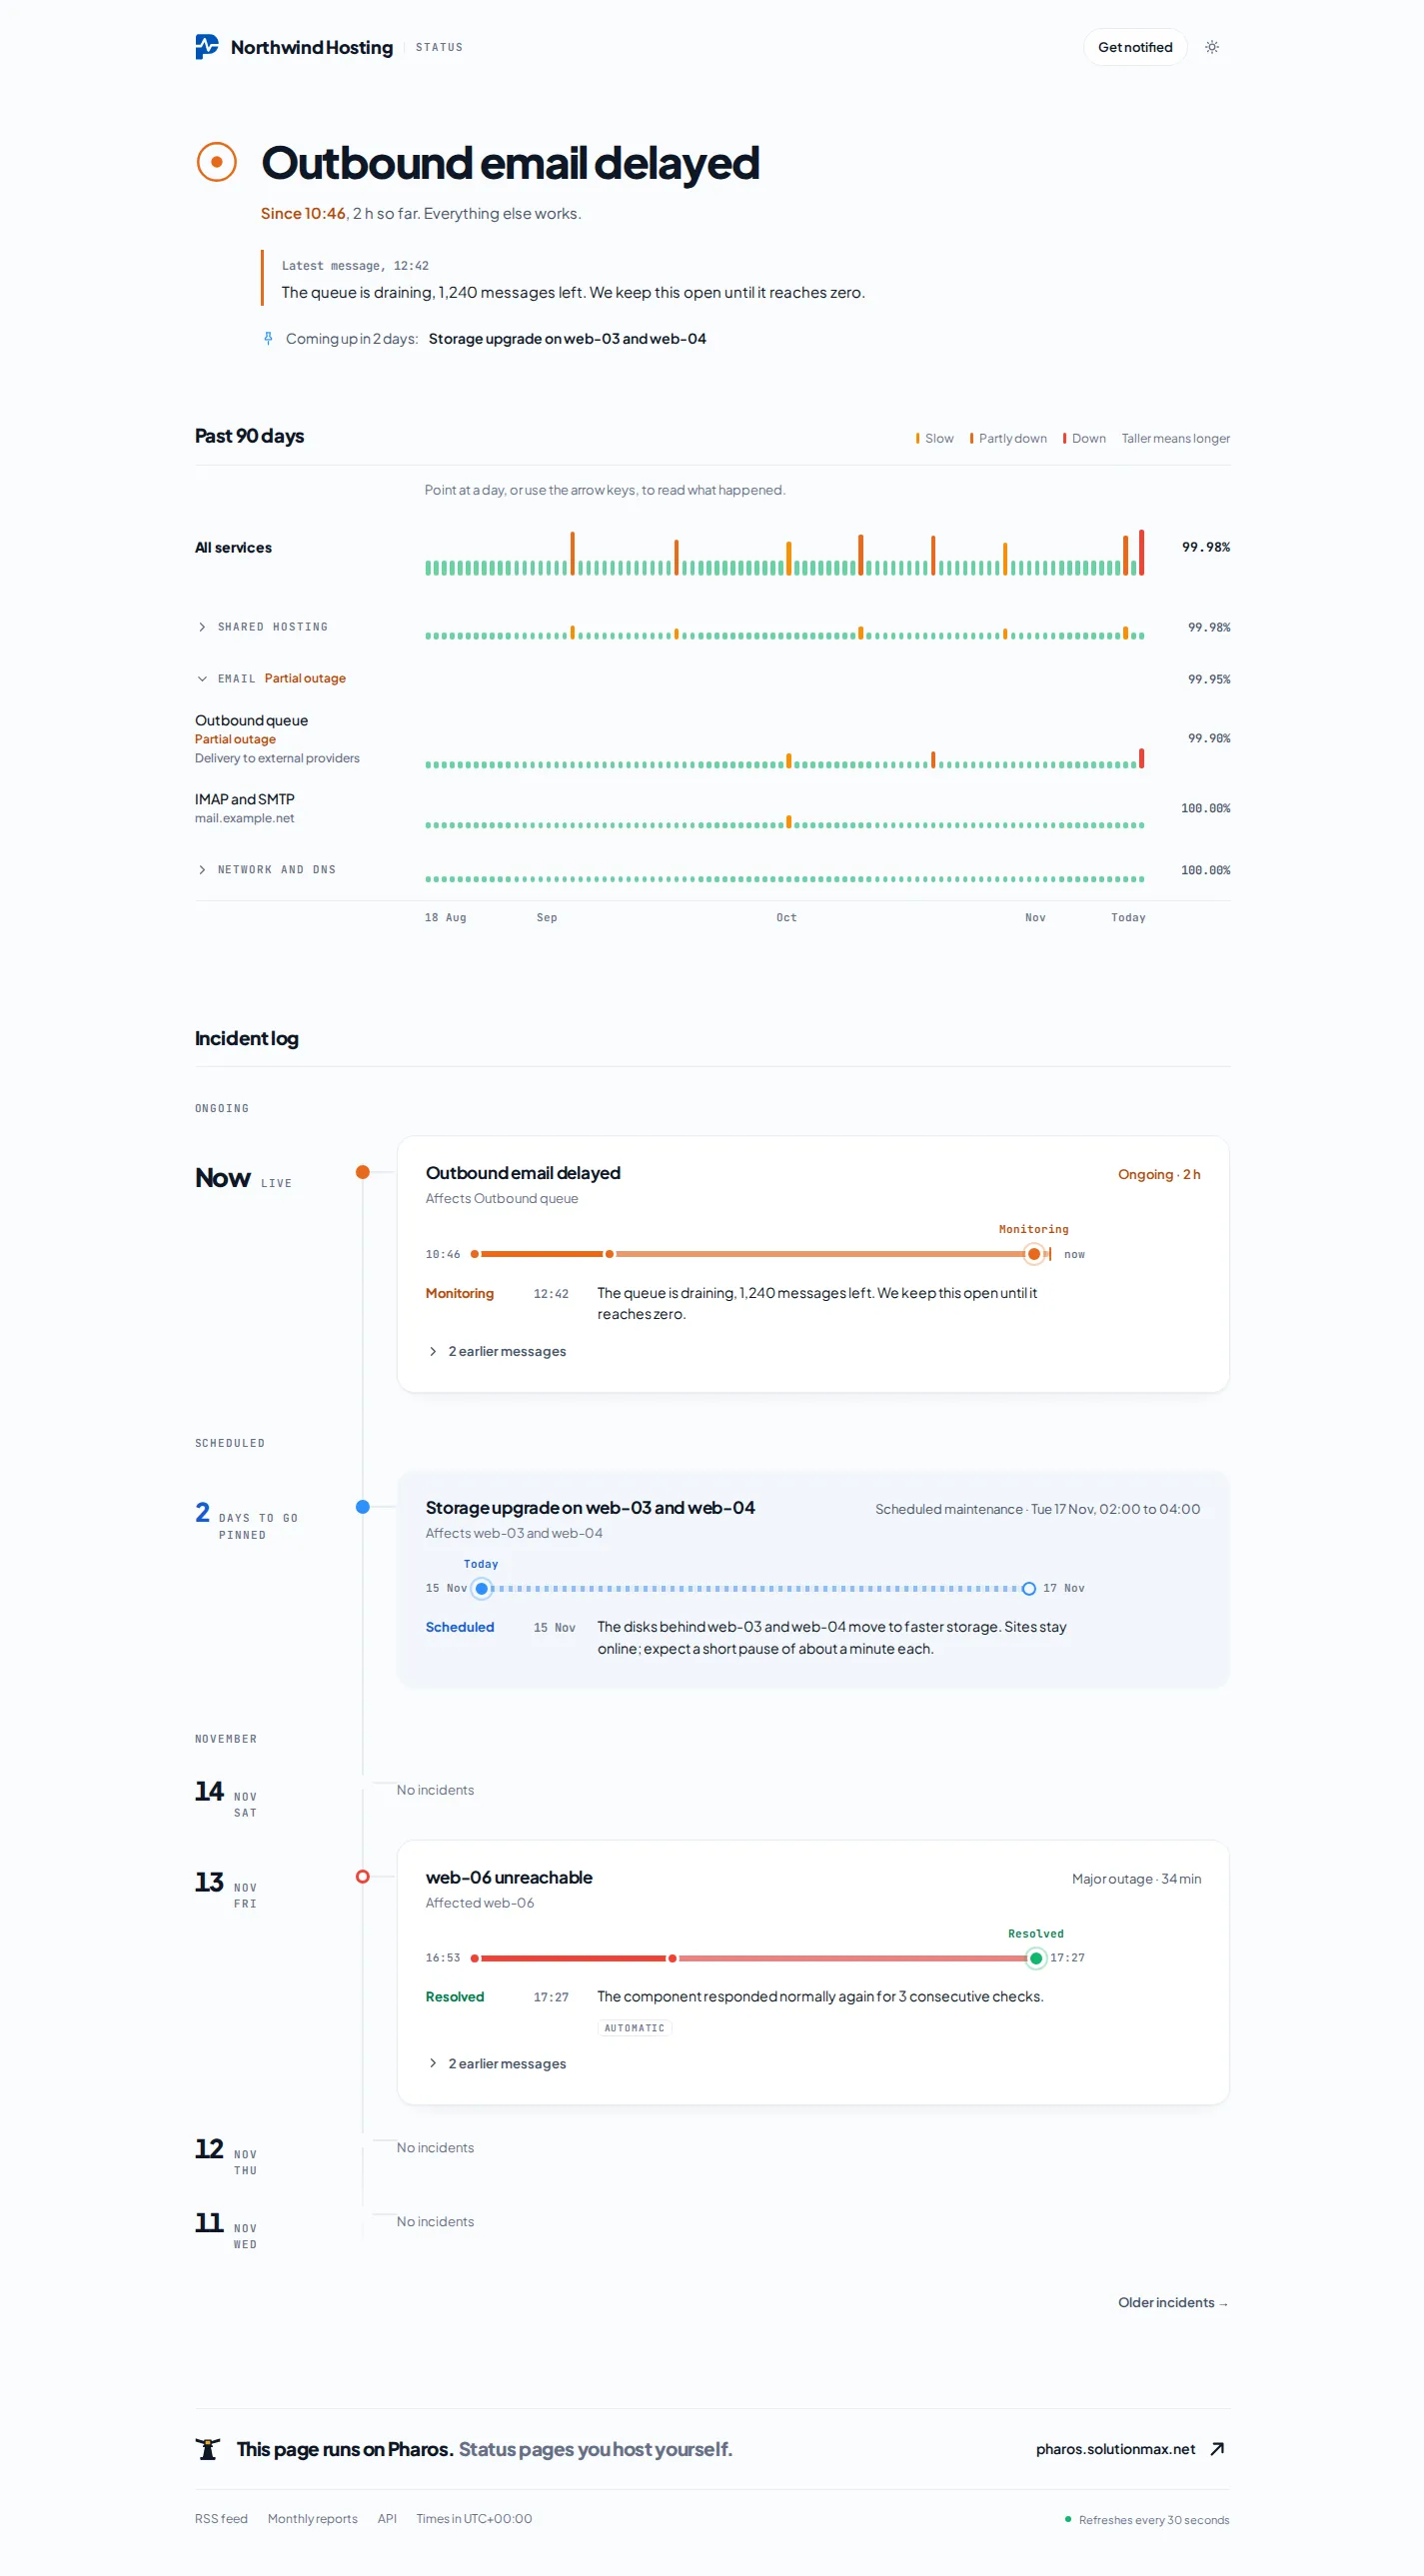 Northwind Hosting
STATUS
Get notified
Outbound email delayed
Since 10:46, 2 h so far. Everything else works.
Latest message, 12:42
The queue is draining, 1,240 messages left. We keep this open until it reaches zero.
Coming up in 2 days: Storage upgrade on web-03 and web-04
Past 90 days
Slow
Partly down
Down
Taller means longer
Point at a day, or use the arrow keys, to read what happened.
All services
99.98%
SHARED HOSTING
99.98%
EMAIL Partial outage
99.95%
Outbound queue
Partial outage
Delivery to external providers
99.90%
IMAP and SMTP
mail.example.net
100.00%
NETWORK AND DNS
100.00%
18 Aug
Sep
Oct
Nov
Today
Incident log
ONGOING
Now LIVE
Outbound email delayed
Ongoing · 2 h
Affects Outbound queue
Monitoring
10:46
now
Monitoring
12:42
The queue is draining, 1,240 messages left. We keep this open until it
reaches zero.
2 earlier messages
SCHEDULED
2 DAYS TO GO
PINNED
Storage upgrade on web-03 and web-04
Scheduled maintenance · Tue 17 Nov, 02:00 to 04:00
Affects web-03 and web-04
Today
15 Nov
17 Nov
Scheduled
15 Nov
The disks behind web-03 and web-04 move to faster storage. Sites stay
online; expect a short pause of about a minute each.
NOVEMBER
14 NOV
SAT
No incidents
13 NOV
FRI
web-06 unreachable
Major outage · 34 min
Affected web-06
Resolved
16:53
17:27
Resolved
17:27
The component responded normally again for 3 consecutive checks.
AUTOMATIC
2 earlier messages
12 NOV
THU
No incidents
11 NOV
WED
No incidents
Older incidents →
This page runs on Pharos. Status pages you host yourself.
pharos.solutionmax.net
RSS feed
Monthly reports
API
Times in UTC+00:00
Refreshes every 30 seconds